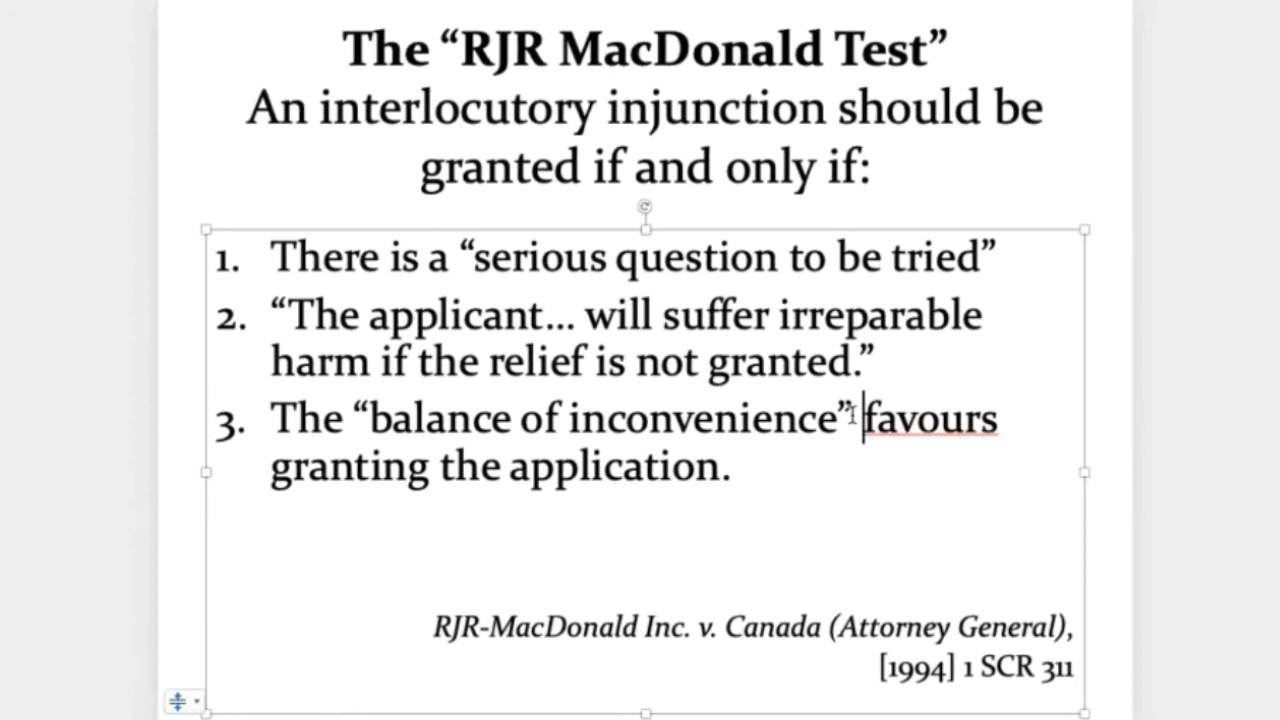 The “RJR MacDonald Test”
An interlocutory injunction should be
granted if and only if:
1. There is a “serious question to be tried”
2. “The applicant... will suffer irreparable
harm if the relief is not granted.”
3. The “balance of inconvenience” favours
granting the application.
RJR-MacDonald Inc. v. Canada (Attorney General),
[1994] 1 SCR 311